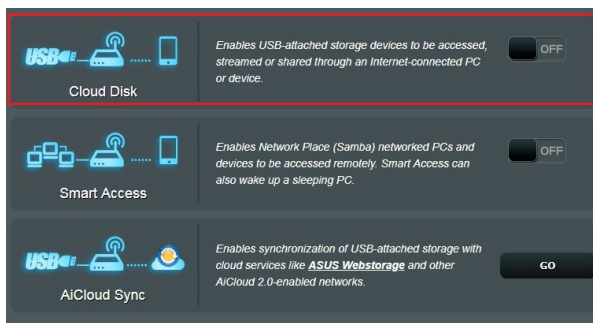 Enables USB-attached storage devices to be accessed,
USB
streamed or shared through an Internet-connected PC
OFF
or device.
Cloud Disk
Enables Network Place (Samba) networked PCs and
devices to be accessed remotely. Smart Access can
OFF
also wake up a sleeping PC.
Smart Access
Enables synchronization of USB-attached storage with
USB
cloud services like ASUS Webstorage and other
GO
AiCloud 2.0-enabled networks.
AiCloud Sync